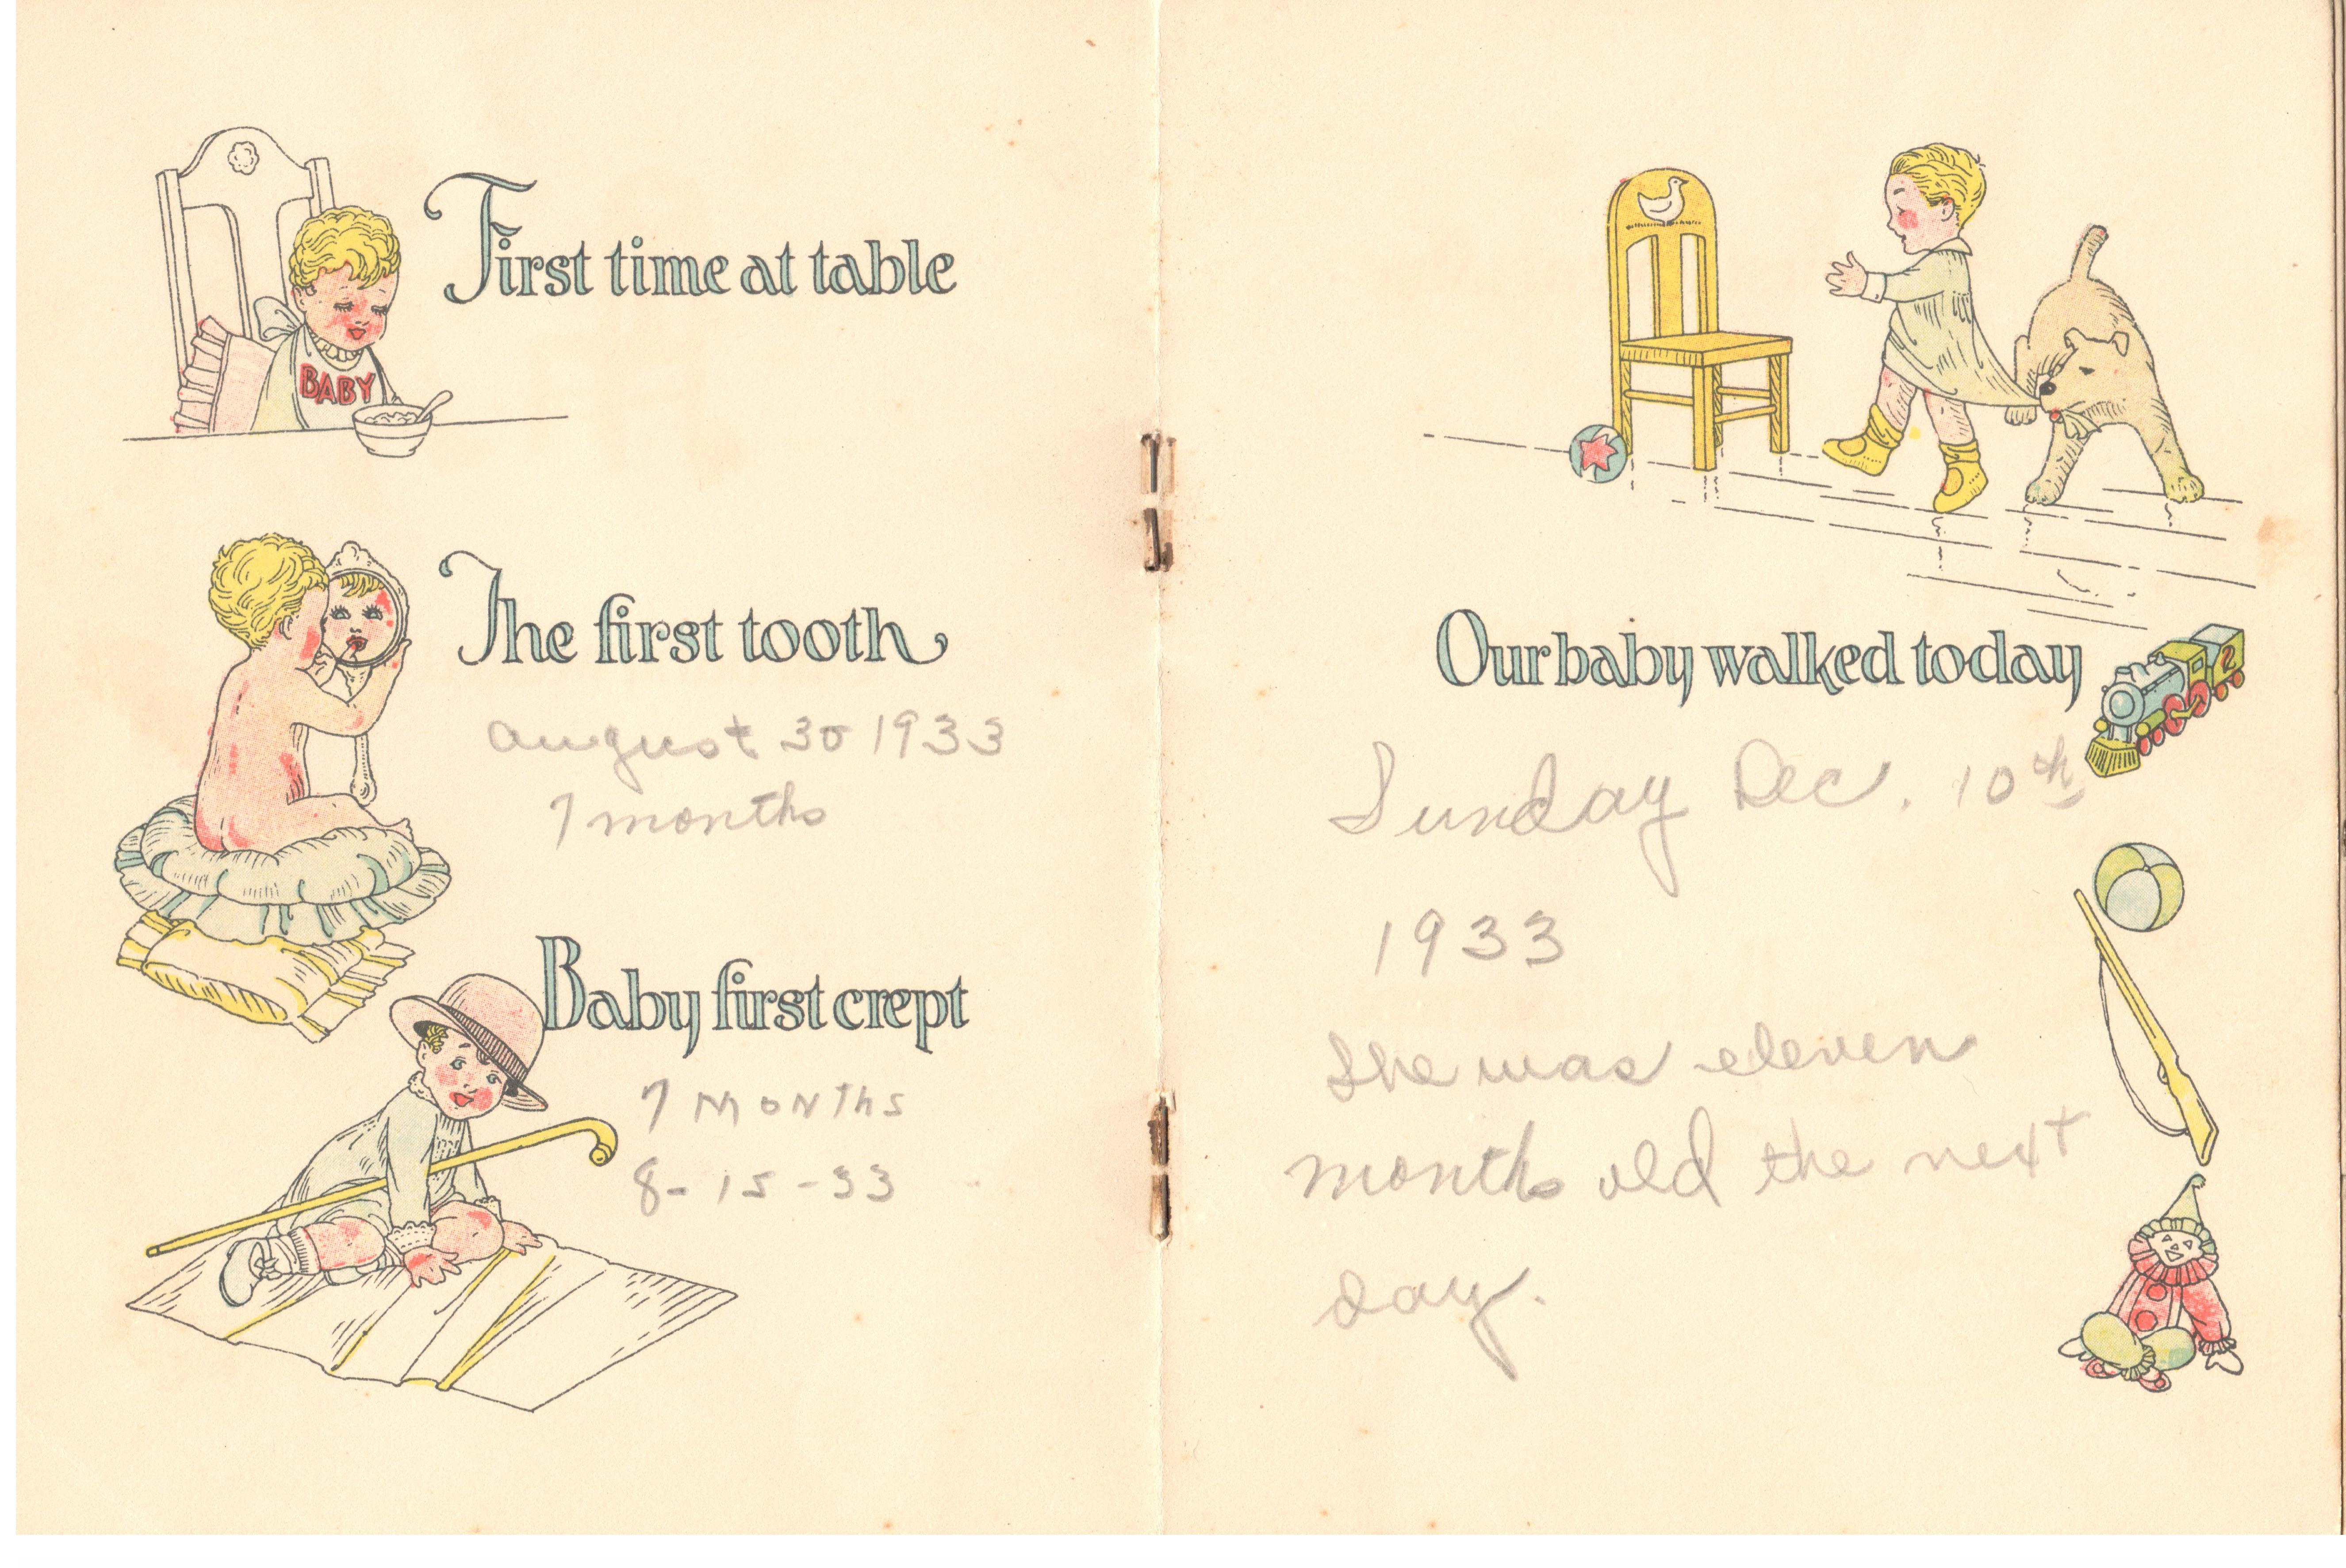 First time at table
BABY
The first tooth
august 30 1933
7 months
Baby first crept
7 MONThs
8-15-33
Our baby walked today
2
Sunday Dec. 10th
1933
She was eleven
months old the next
day.